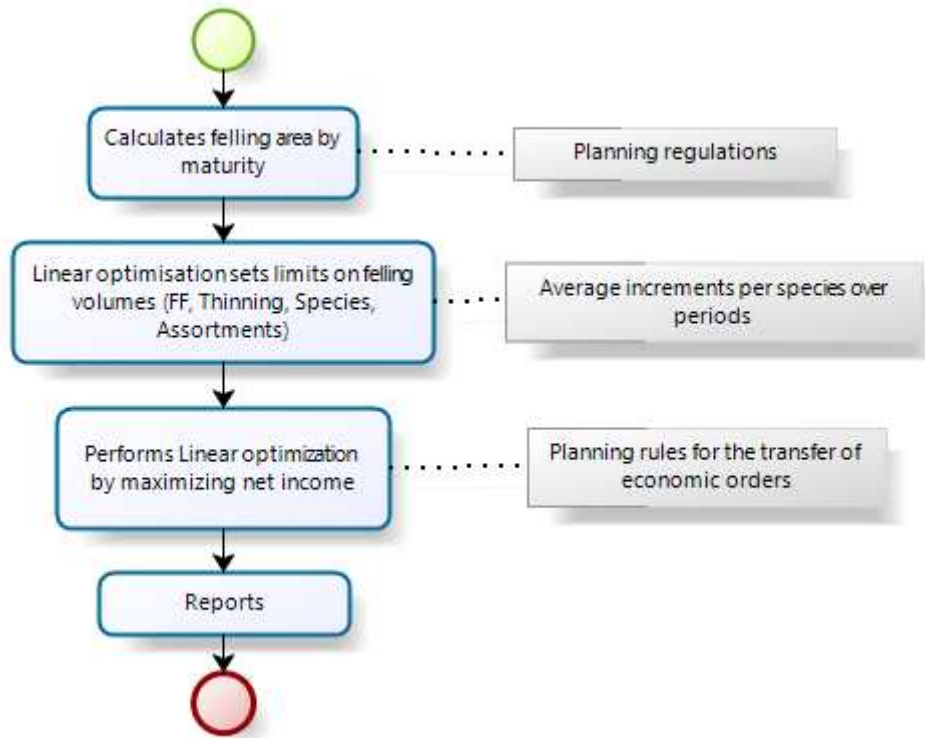 Calculates felling area by
maturity
Planning regulations
Linear optimisation sets limits on felling
volumes (FF, Thinning, Species,
Assortments)
Average increments per species over
periods
Performs Linear optimization
by maximizing net income
Planning rules for the transfer of
economic orders
Reports